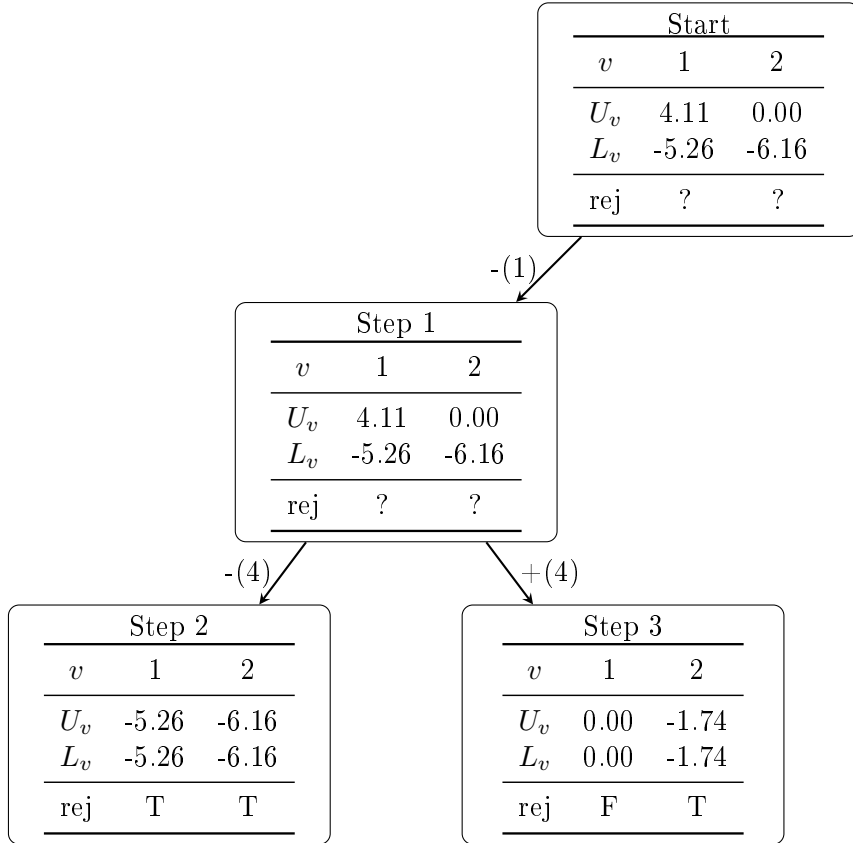 Start
v 1 2
U_v 4.11 0.00
L_v -5.26 -6.16
rej ? ?
-(1)
Step 1
v 1 2
U_v 4.11 0.00
L_v -5.26 -6.16
rej ? ?
-(4) +(4)
Step 2
v 1 2
U_v -5.26 -6.16
L_v -5.26 -6.16
rej T T
Step 3
v 1 2
U_v 0.00 -1.74
L_v 0.00 -1.74
rej F T